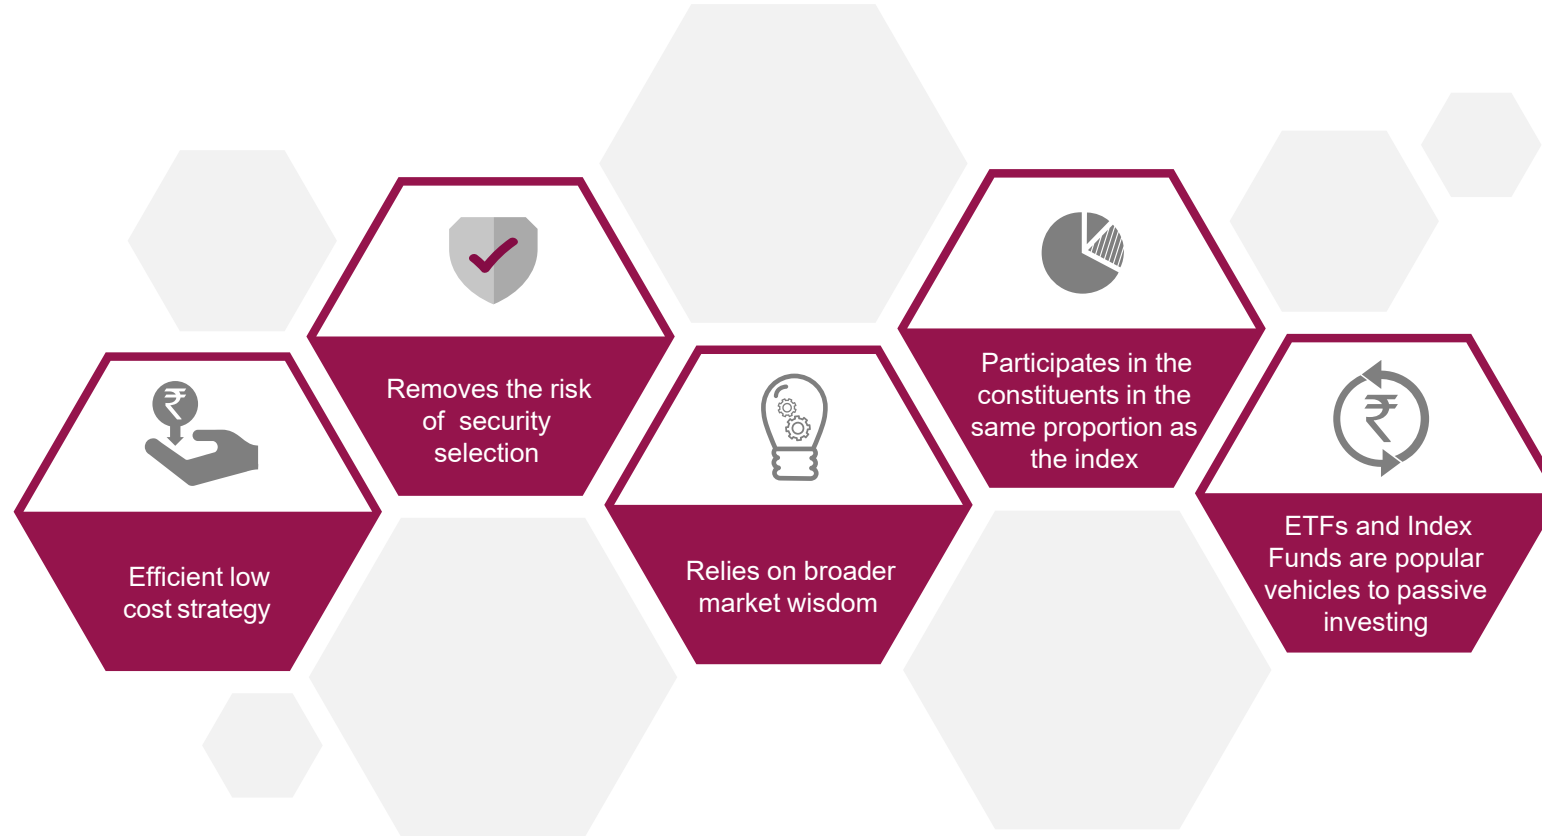 Efficient low
cost strategy
Removes the risk
of  security
selection
Relies on broader
market wisdom
Participates in the
constituents in the
same proportion as
the index
ETFs and Index
Funds are popular
vehicles to passive
investing
₹
₹